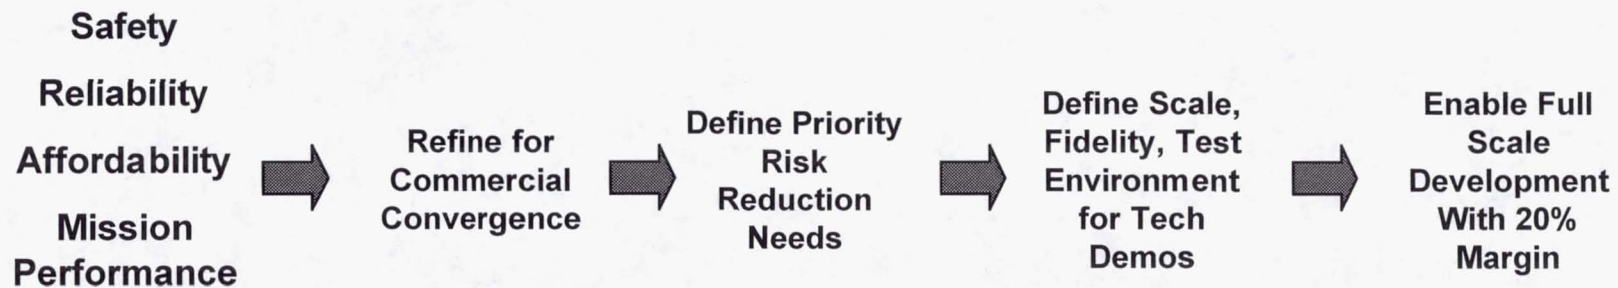 Safety
Reliability
Affordability
Mission
Performance
Refine for
Commercial
Convergence
Define Priority
Risk
Reduction
Needs
Define Scale,
Fidelity, Test
Environment
for Tech
Demos
Enable Full
Scale
Development
With 20%
Margin